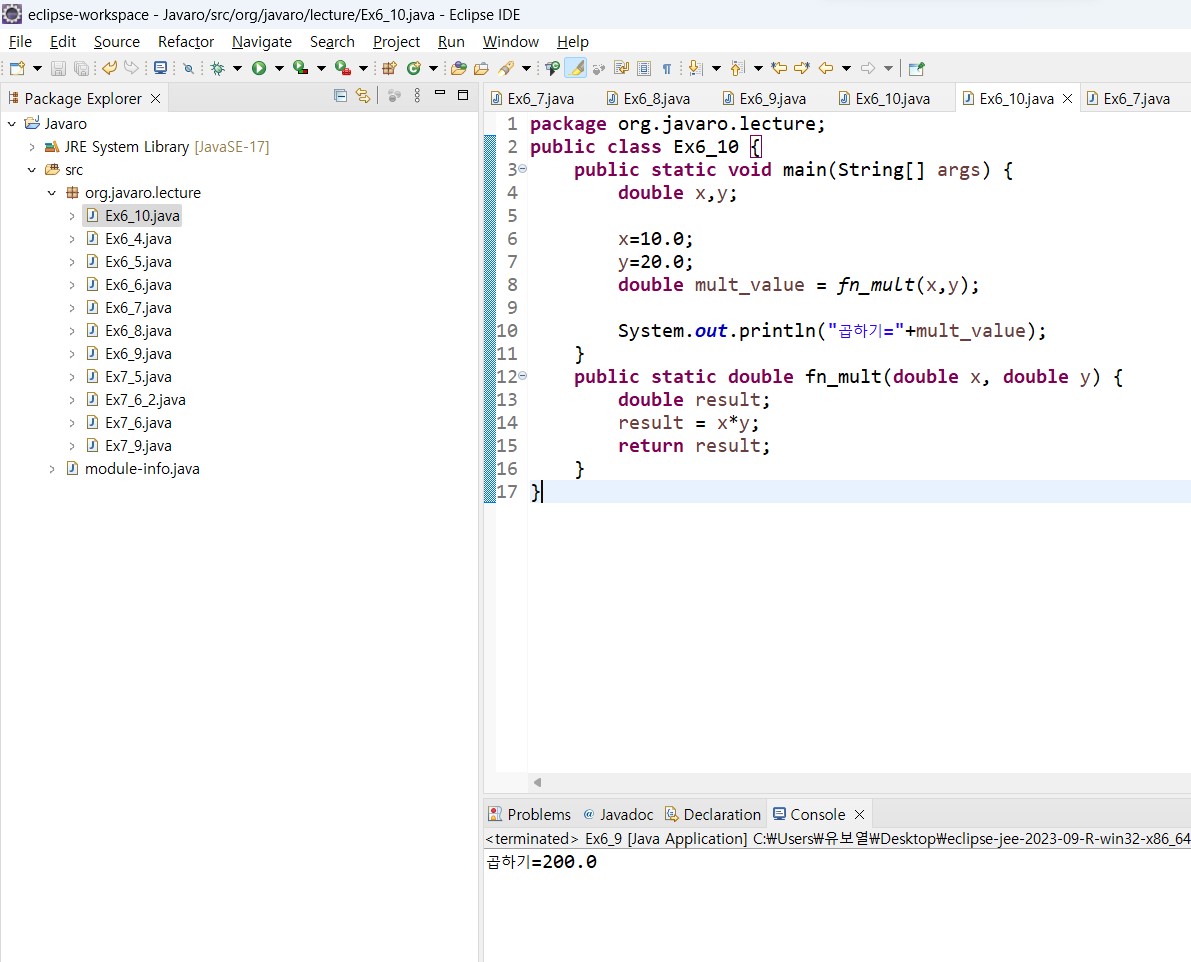 eclipse-workspace - Javaro/src/org/javaro/lecture/Ex6_10.java - Eclipse IDE
File Edit Source Refactor Navigate Search Project Run Window Help
Package Explorer
Javaro
JRE System Library [JavaSE-17]
src
org.javaro.lecture
Ex6_10.java
Ex6_4.java
Ex6_5.java
Ex6_6.java
Ex6_7.java
Ex6_8.java
Ex6_9.java
Ex7_5.java
Ex7_6_2.java
Ex7_6.java
Ex7_9.java
module-info.java
Ex6_7.java Ex6_8.java Ex6_9.java Ex6_10.java Ex6_10.java Ex6_7.java
1 package org.javaro.lecture;
2 public class Ex6_10 {
3 public static void main(String[] args) {
4 double x,y;
5
6 x=10.0;
7 y=20.0;
8 double mult_value = fn_mult(x,y);
9
10 System.out.println("곱하기="+mult_value);
11 }
12 public static double fn_mult(double x, double y) {
13 double result;
14 result = x*y;
15 return result;
16 }
17 }
Problems @ Javadoc Declaration Console
<terminated> Ex6_9 [Java Application] C:₩Users₩유보열₩Desktop₩eclipse-jee-2023-09-R-win32-x86_64
곱하기=200.0